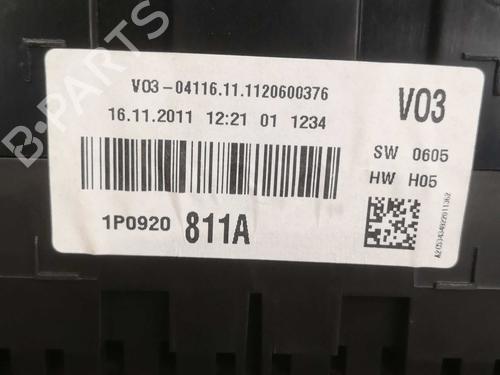 B-PARTS
V03-04116.11.1120600376
16.11.2011 12:21 01 1234
V03
SW 0605
HW H05
1P0920 811A